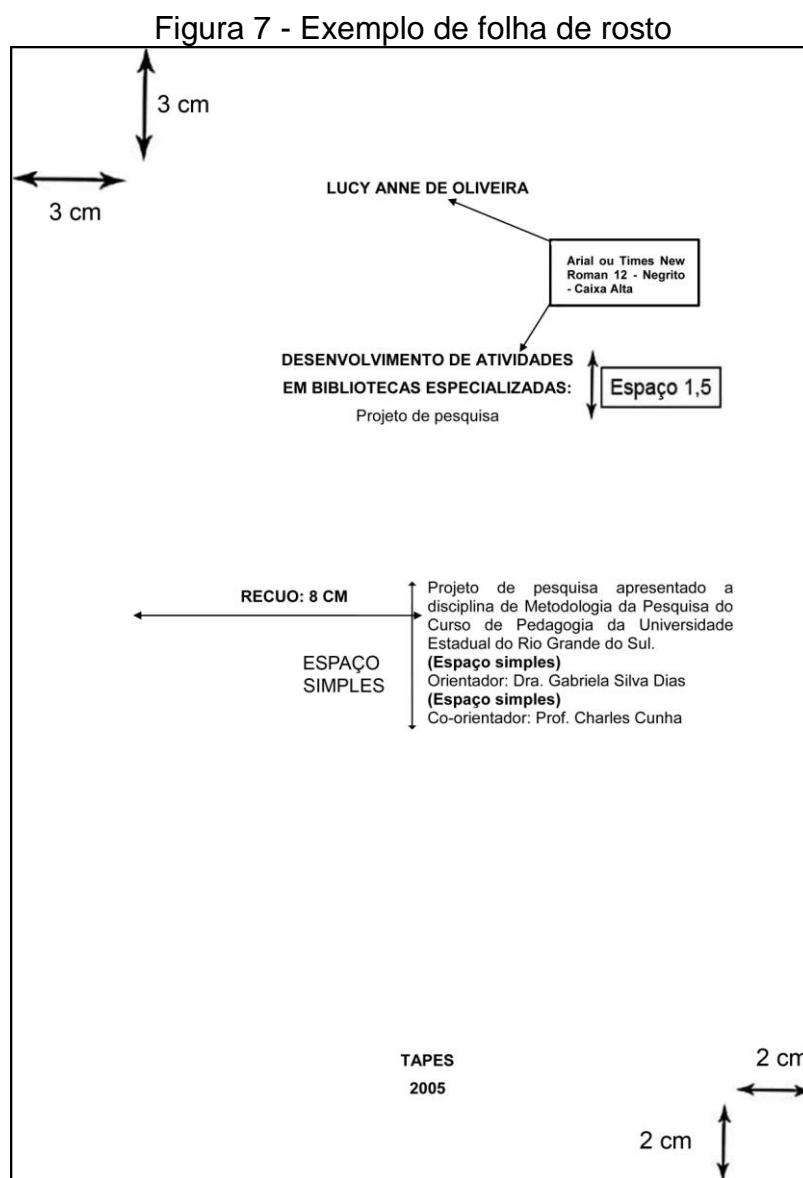 Figura 7 - Exemplo de folha de rosto
3 cm
3 cm
LUCY ANNE DE OLIVEIRA
Arial ou Times New
Roman 12 - Negrito
- Caixa Alta
DESENVOLVIMENTO DE ATIVIDADES
EM BIBLIOTECAS ESPECIALIZADAS:
Espaço 1,5
Projeto de pesquisa
RECUO: 8 CM
ESPAÇO
SIMPLES
Projeto de pesquisa apresentado a
disciplina de Metodologia da Pesquisa do
Curso de Pedagogia da Universidade
Estadual do Rio Grande do Sul.
(Espaço simples)
Orientador: Dra. Gabriela Silva Dias
(Espaço simples)
Co-orientador: Prof. Charles Cunha
TAPES
2005
2 cm
2 cm